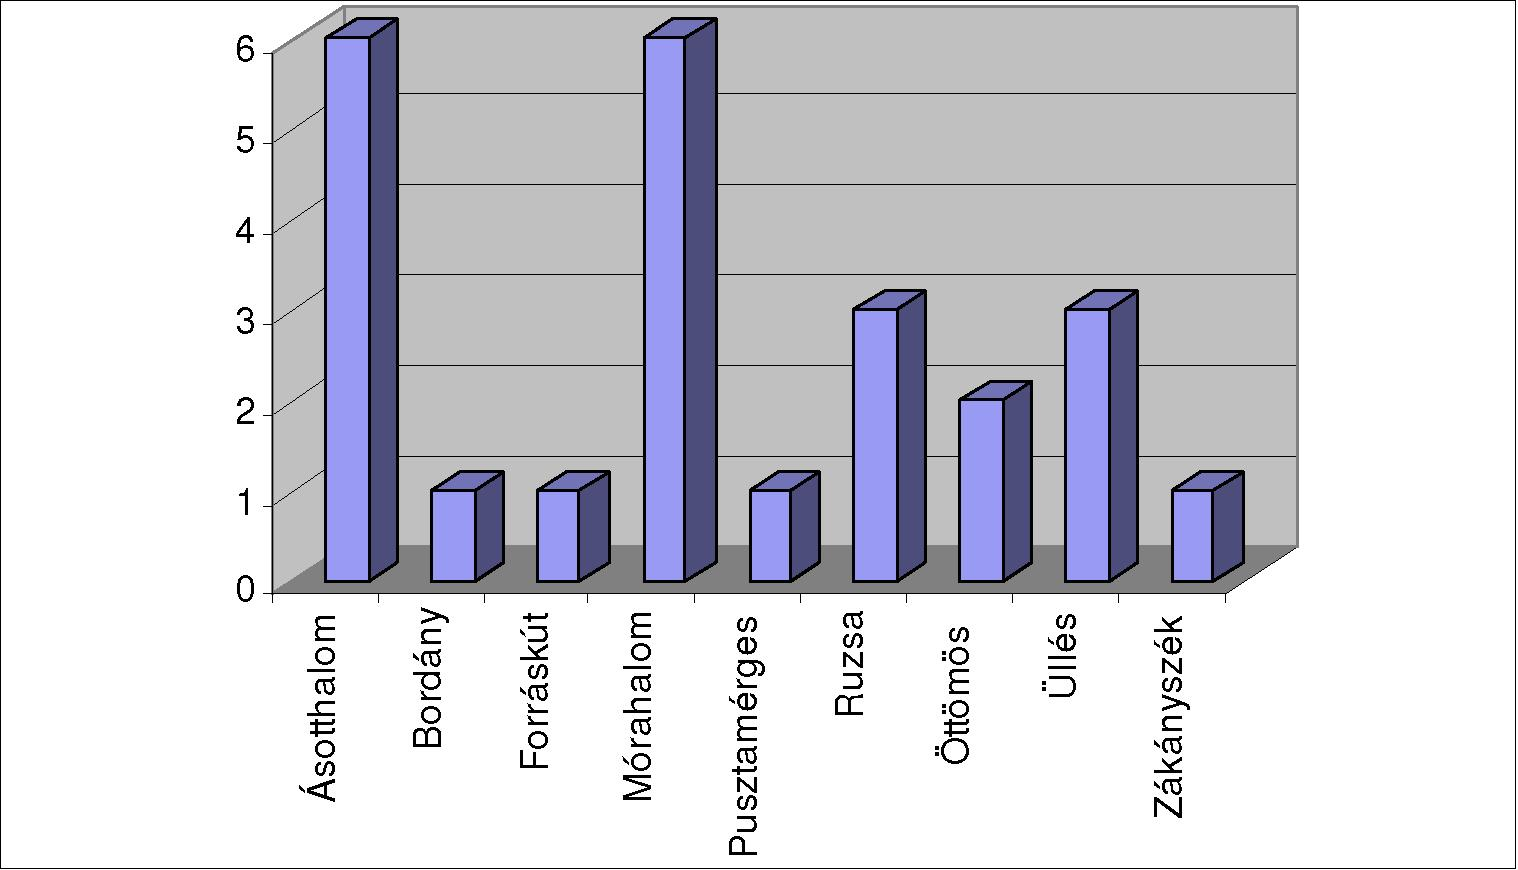 6
5
4
3
2
1
0
Ásotthalom
Bordány
Forráskút
Mórahalom
Pusztamérges
Ruzsa
Öttömös
Üllés
Zákányszék